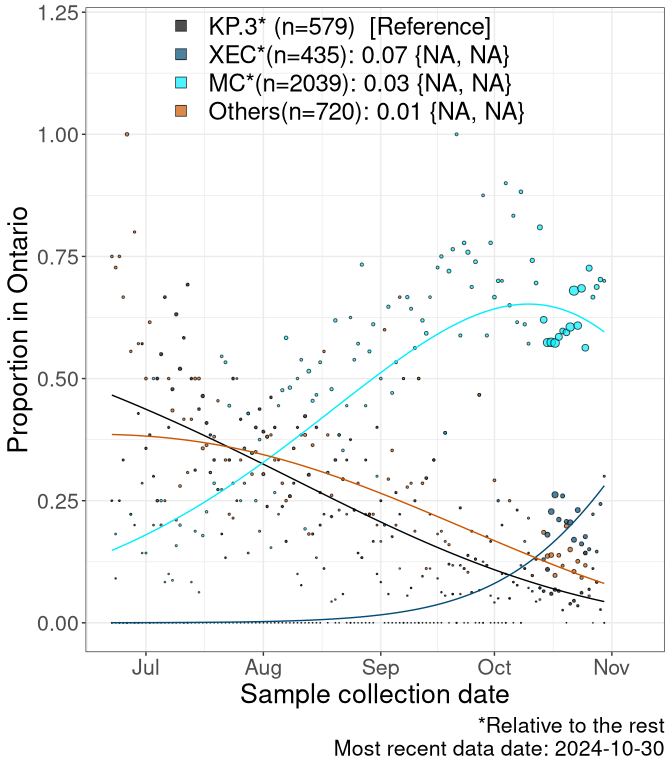 KP.3* (n=579)  [Reference]
XEC*(n=435): 0.07 {NA, NA}
MC*(n=2039): 0.03 {NA, NA}
Others(n=720): 0.01 {NA, NA}
Proportion in Ontario
1.25
1.00
0.75
0.50
0.25
0.00
Jul Aug Sep Oct Nov
Sample collection date
*Relative to the rest
Most recent data date: 2024-10-30